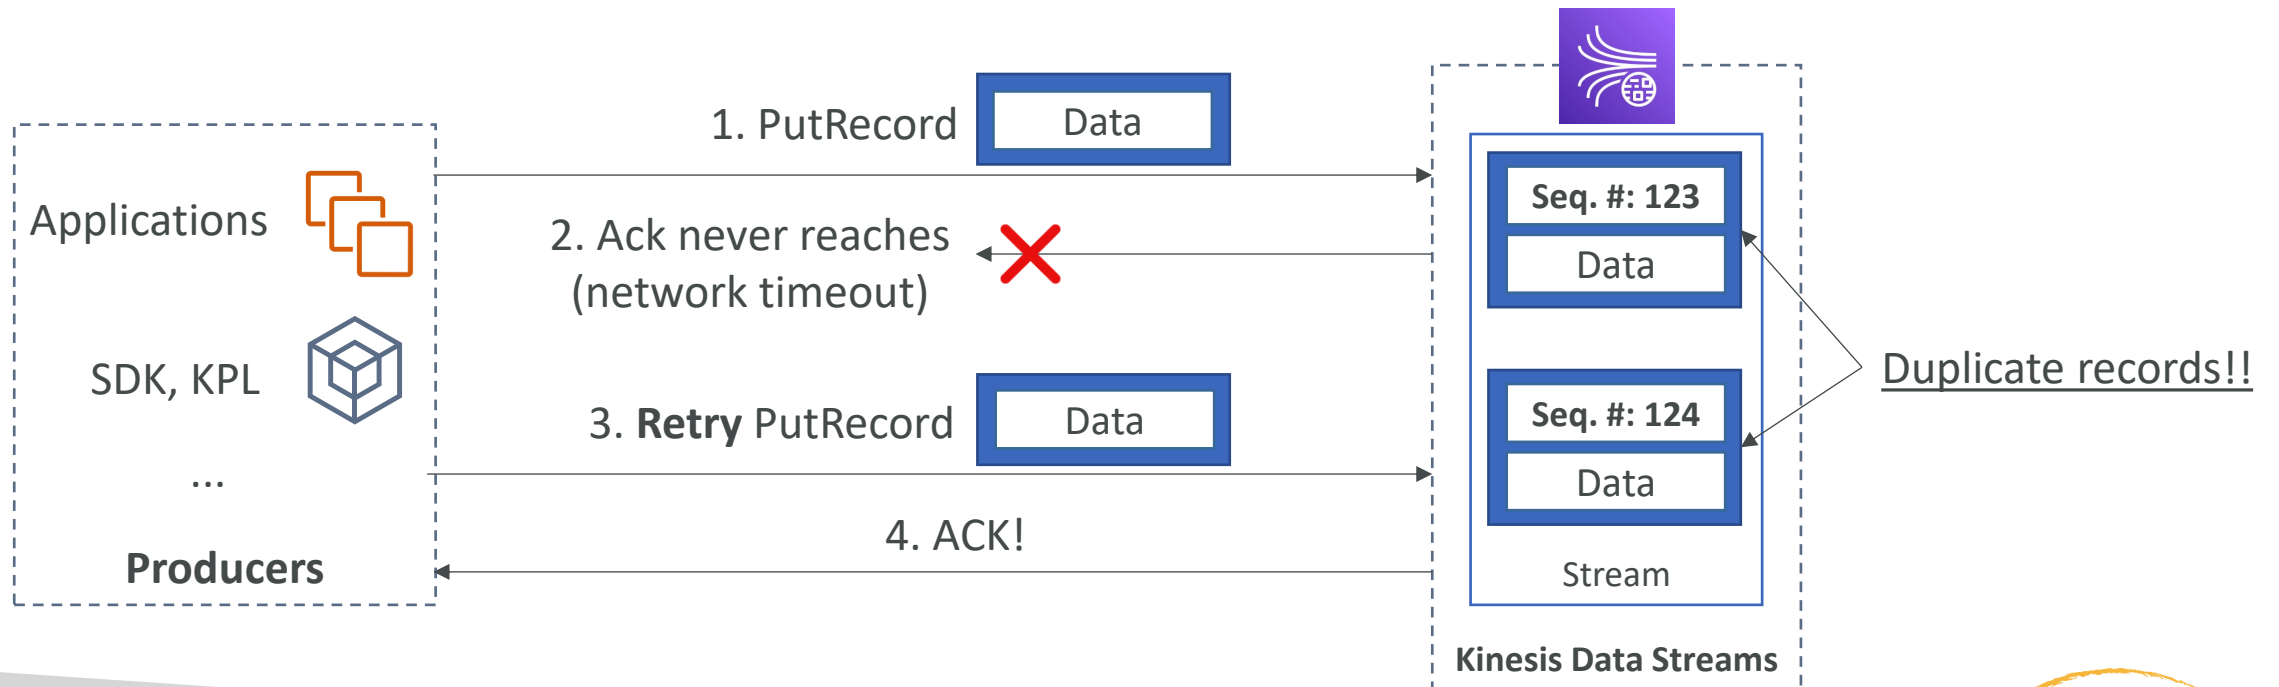 1. PutRecord
Data
Applications
2. Ack never reaches
(network timeout)
SDK, KPL
3. Retry PutRecord
Data
...
4. ACK!
Producers
Seq. #: 123
Data
Seq. #: 124
Data
Stream
Kinesis Data Streams
Duplicate records!!